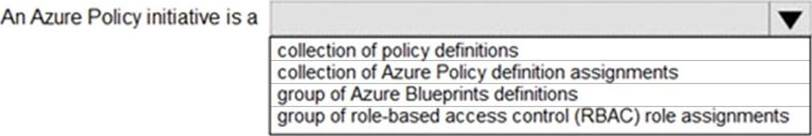 An Azure Policy initiative is a
collection of policy definitions
collection of Azure Policy definition assignments
group of Azure Blueprints definitions
group of role-based access control (RBAC) role assignments